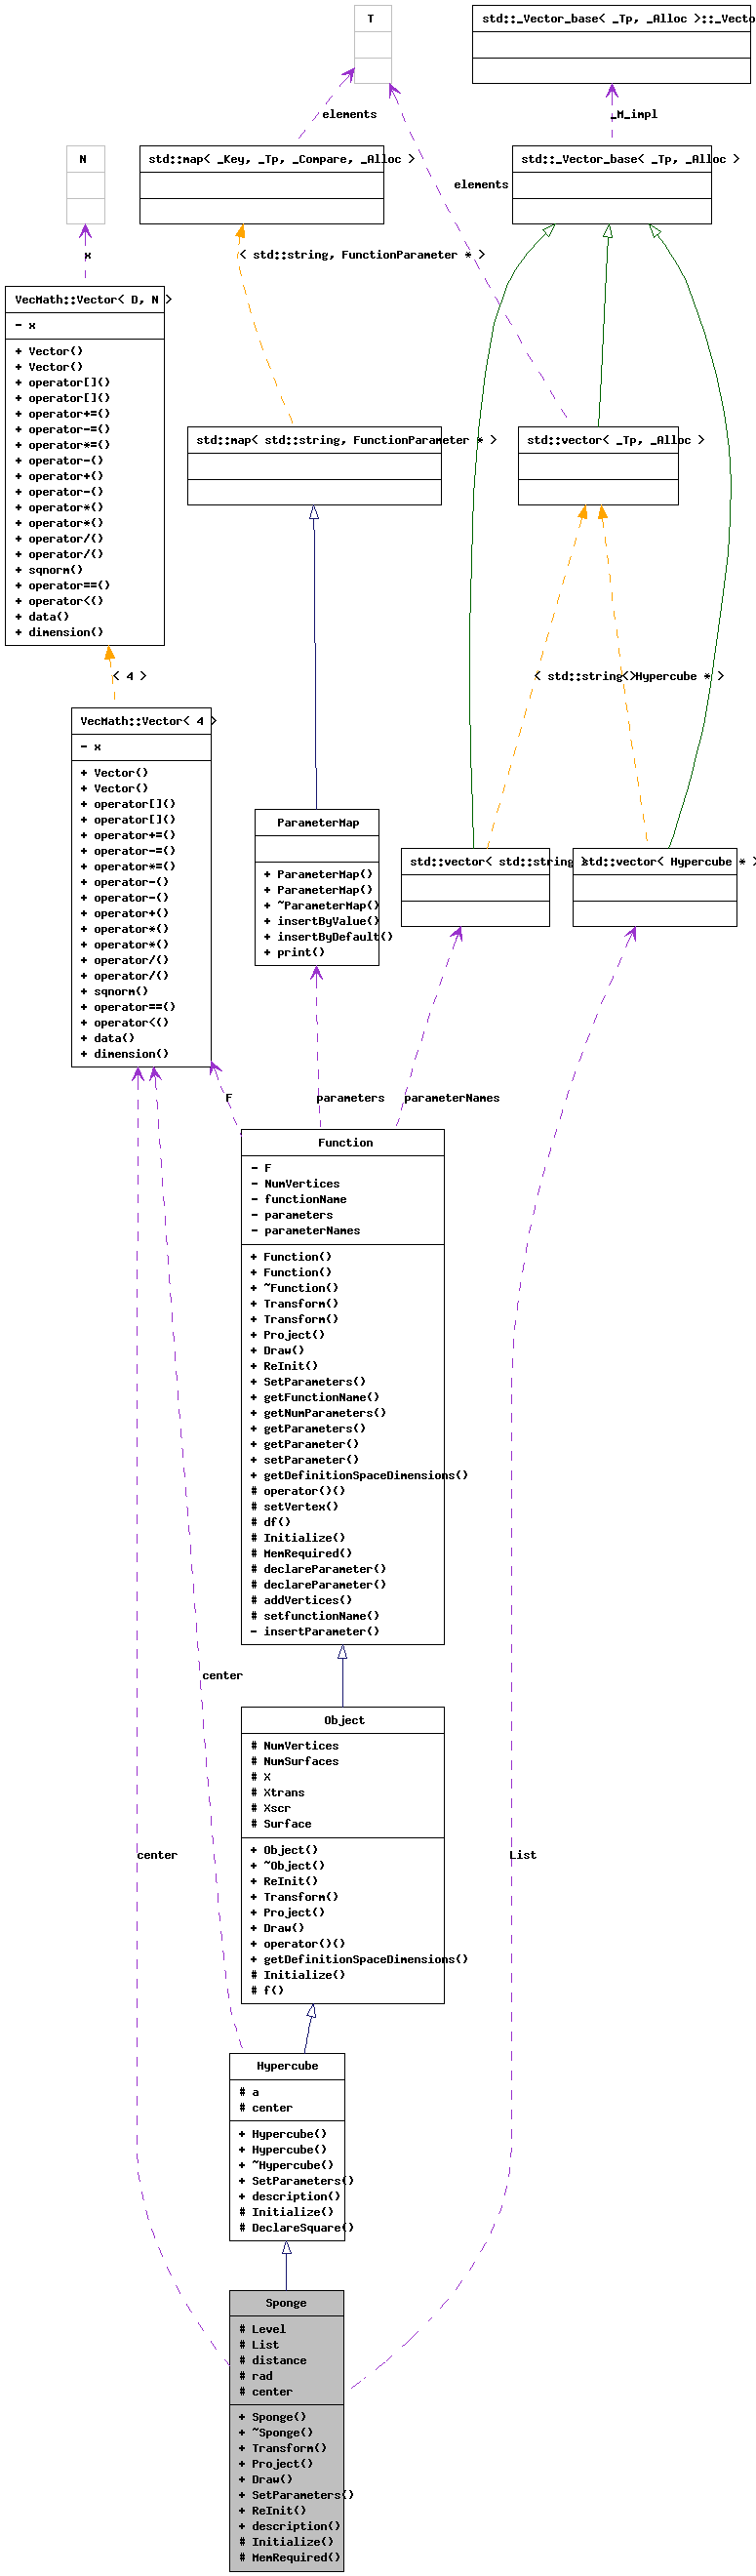 T
std::_Vector_base< _Tp, _Alloc >::_Vecto
elements
_M_impl
N
std::map< _Key, _Tp, _Compare, _Alloc >
std::_Vector_base< _Tp, _Alloc >
elements
x
< std::string, FunctionParameter * >
VecMath::Vector< D, N >
- x
+ Vector()
+ Vector()
+ operator[]()
+ operator[]()
+ operator+=()
+ operator-=()
+ operator*=()
+ operator-()
+ operator+()
+ operator-()
+ operator*()
+ operator*()
+ operator/()
+ operator/()
+ sqnorm()
+ operator==()
+ operator<()
+ data()
+ dimension()
std::map< std::string, FunctionParameter * >
std::vector< _Tp, _Alloc >
< 4 >
< std::string >
< Hypercube * >
VecMath::Vector< 4 >
- x
+ Vector()
+ Vector()
+ operator[]()
+ operator[]()
+ operator+=()
+ operator-=()
+ operator*=()
+ operator-()
+ operator-()
+ operator+()
+ operator*()
+ operator*()
+ operator/()
+ operator/()
+ sqnorm()
+ operator==()
+ operator<()
+ data()
+ dimension()
ParameterMap
+ ParameterMap()
+ ParameterMap()
+ ~ParameterMap()
+ insertByValue()
+ insertByDefault()
+ print()
std::vector< std::string >
std::vector< Hypercube * >
F
parameters
parameterNames
Function
- F
- NumVertices
- functionName
- parameters
- parameterNames
+ Function()
+ Function()
+ ~Function()
+ Transform()
+ Transform()
+ Project()
+ Draw()
+ ReInit()
+ SetParameters()
+ getFunctionName()
+ getNumParameters()
+ getParameters()
+ getParameter()
+ setParameter()
+ getDefinitionSpaceDimensions()
# operator()()
# setVertex()
# df()
# Initialize()
# MemRequired()
# declareParameter()
# declareParameter()
# addVertices()
# setfunctionName()
- insertParameter()
center
Object
# NumVertices
# NumSurfaces
# X
# Xtrans
# Xscr
# Surface
+ Object()
+ ~Object()
+ ReInit()
+ Transform()
+ Project()
+ Draw()
+ operator()()
+ getDefinitionSpaceDimensions()
# Initialize()
# f()
center
List
Hypercube
# a
# center
+ Hypercube()
+ Hypercube()
+ ~Hypercube()
+ SetParameters()
+ description()
# Initialize()
# DeclareSquare()
Sponge
# Level
# List
# distance
# rad
# center
+ Sponge()
+ ~Sponge()
+ Transform()
+ Project()
+ Draw()
+ SetParameters()
+ ReInit()
+ description()
# Initialize()
# MemRequired()